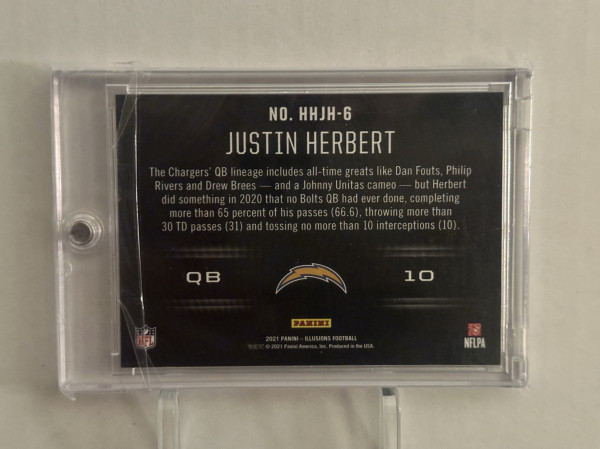 NO. HHJH-6
JUSTIN HERBERT
The Chargers' QB lineage includes all-time greats like Dan Fouts, Philip
Rivers and Drew Brees — and a Johnny Unitas cameo — but Herbert
did something in 2020 that no Bolts QB had ever done, completing
more than 65 percent of his passes (66.6), throwing more than
30 TD passes (31) and tossing no more than 10 interceptions (10).
QB
10
PANINI
NFL
2021 PANINI - ILLUSIONS FOOTBALL
© 2021 Panini America, Inc. Produced in the USA.
NFLPA